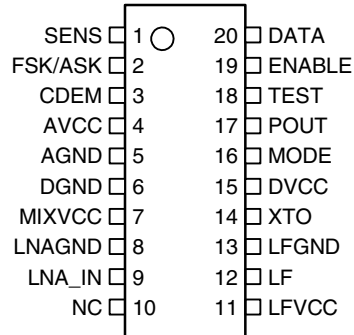 SENS 1 20 DATA
FSK/ASK 2 19 ENABLE
CDEM 3 18 TEST
AVCC 4 17 POUT
AGND 5 16 MODE
DGND 6 15 DVCC
MIXVCC 7 14 XTO
LNAGND 8 13 LFGND
LNA_IN 9 12 LF
NC 10 11 LFVCC